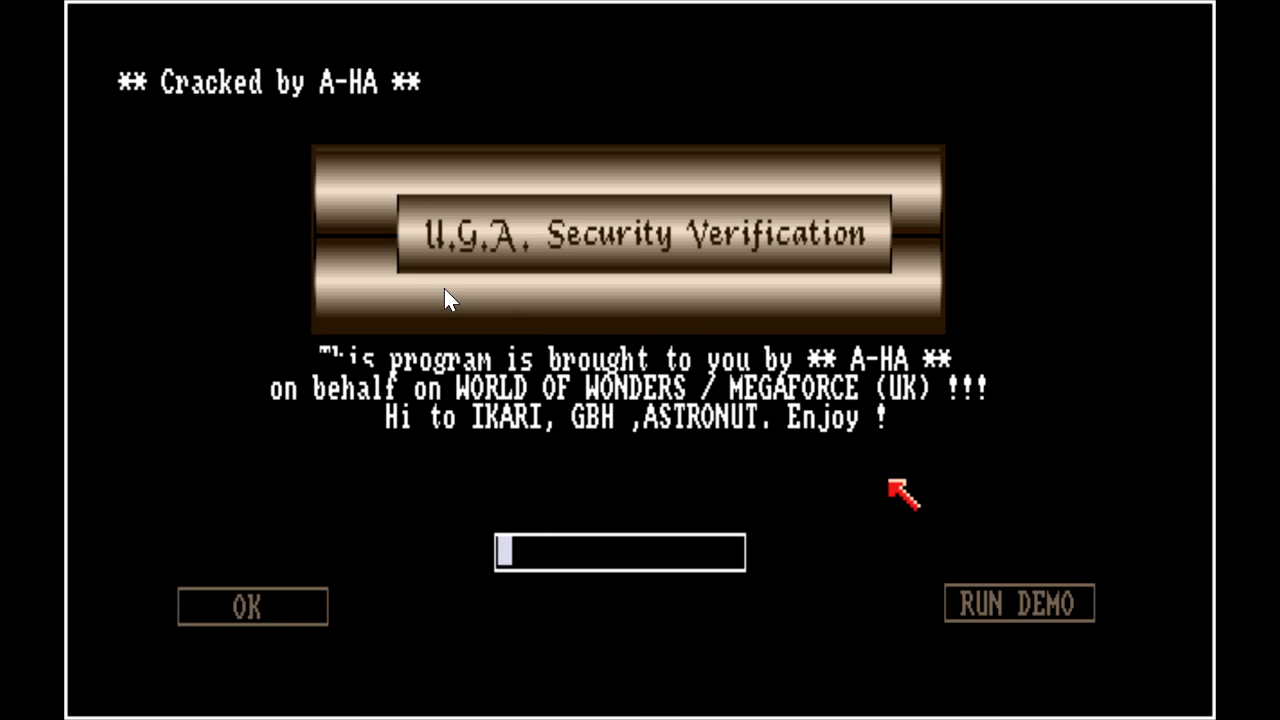 ** Cracked by A-HA **
U.G.A. Security Verification
This program is brought to you by ** A-HA **
on behalf on WORLD OF WONDERS / MEGAFORCE (UK) !!!
Hi to IKARI, GBH ,ASTRONUT. Enjoy !
OK
RUN DEMO